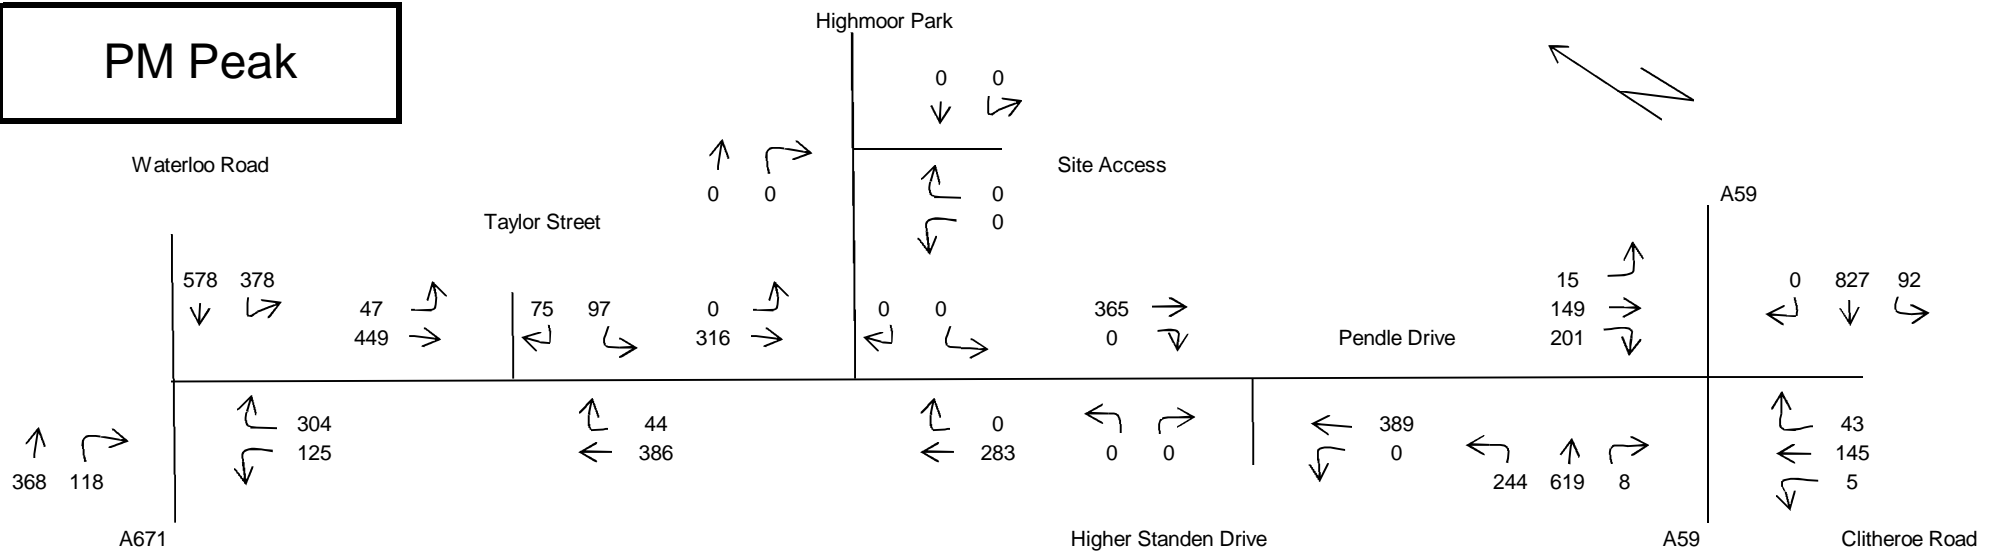 Highmoor Park
PM Peak
0 0
Waterloo Road
Site Access
0 0
0
0
A59
Taylor Street
578 378
15
0 827 92
47
75 97
0
0 0
365
149
449
316
0
Pendle Drive
201
304
44
0
389
43
125
386
283
0 0
0
145
368 118
244 619 8
5
A671
Higher Standen Drive
A59
Clitheroe Road